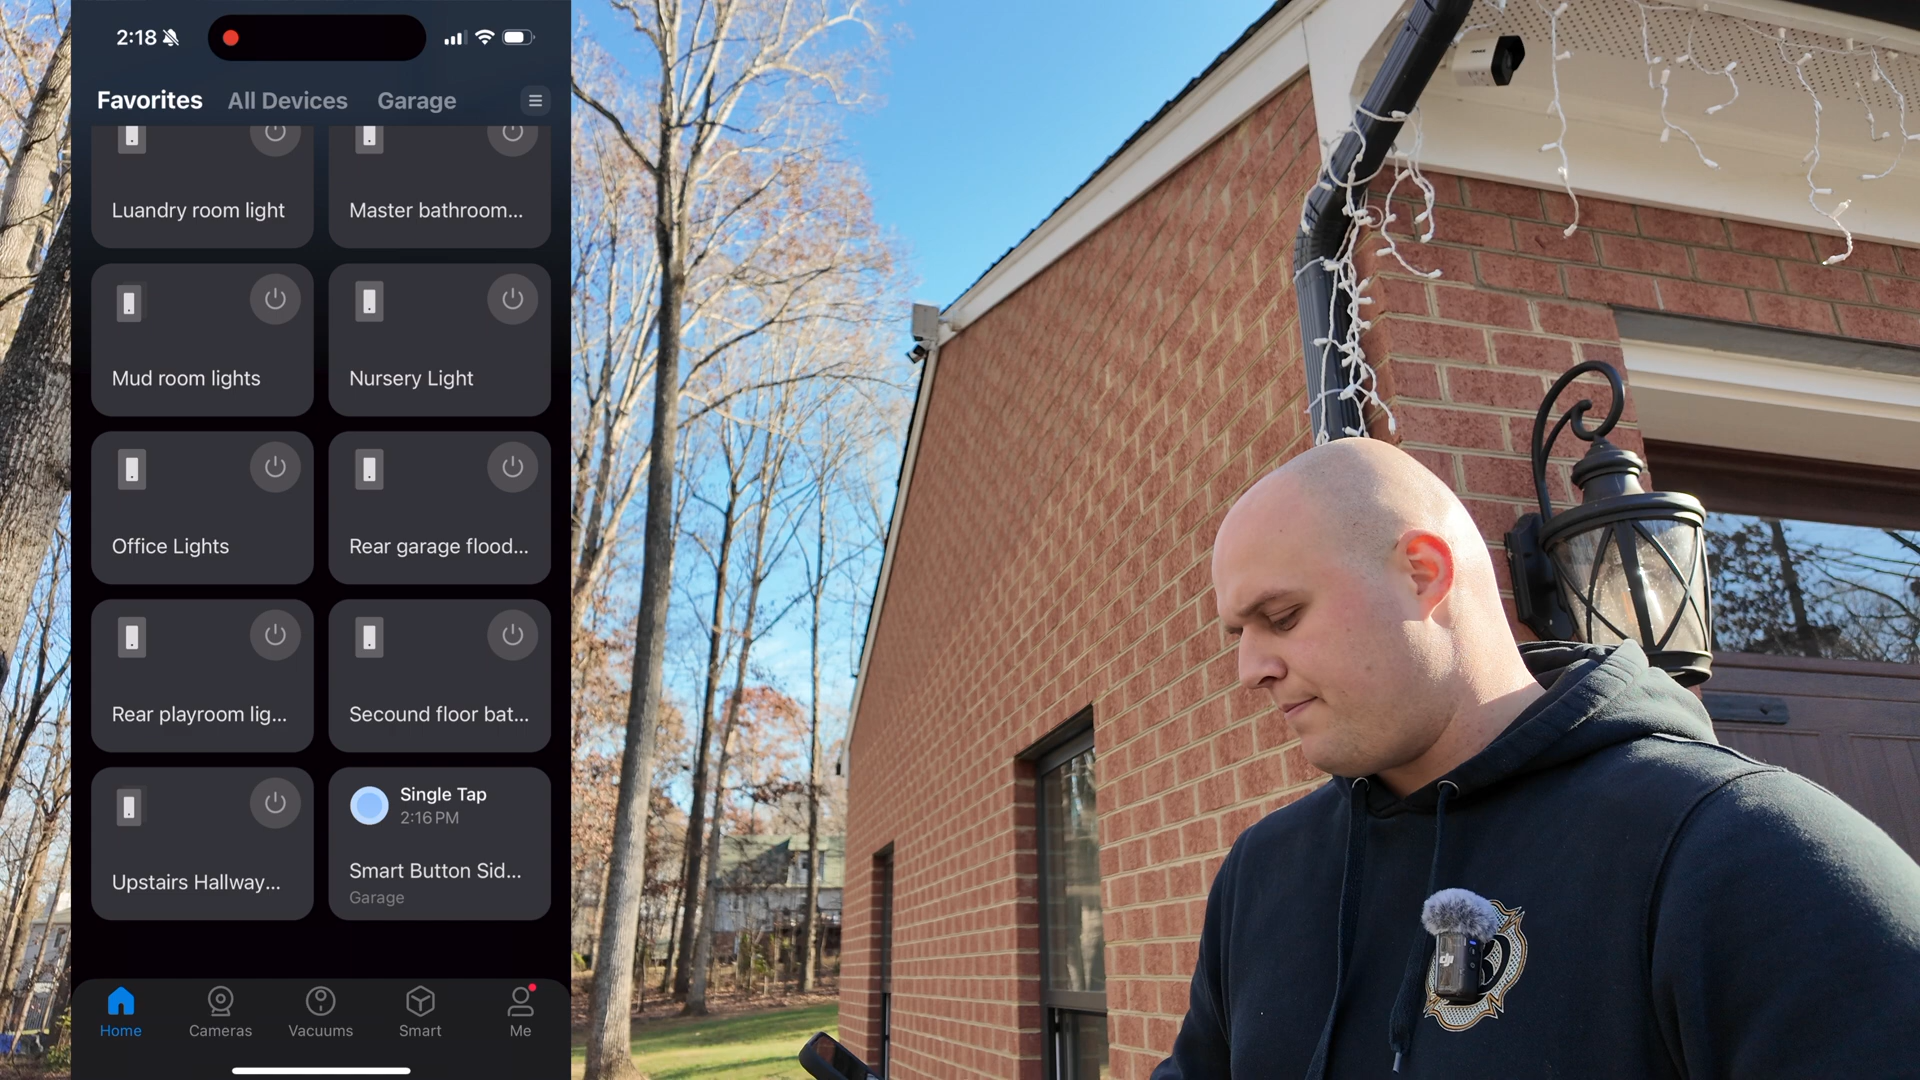 2:18
Favorites All Devices Garage
Luandry room light
Master bathroom...
Mud room lights
Nursery Light
Office Lights
Rear garage flood...
Rear playroom lig...
Secound floor bat...
Upstairs Hallway...
Single Tap
2:16 PM
Smart Button Sid...
Garage
Home
Cameras
Vacuums
Smart
Me
dji